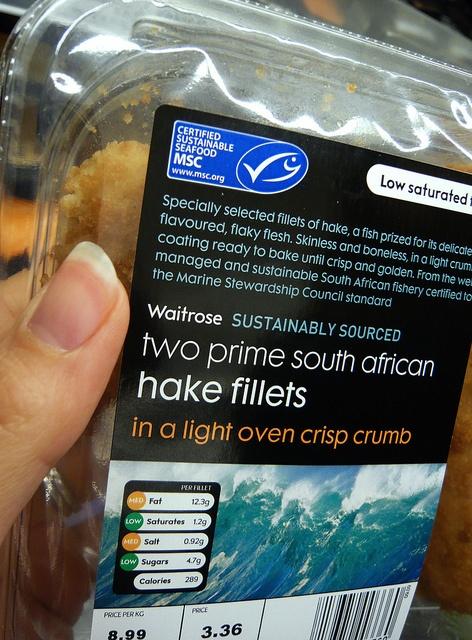 CERTIFIED
SUSTAINABLE
SEAFOOD
MSC
www.msc.org
Low saturated
Specially selected fillets of hake, a fish prized for its delicate
flavoured, flaky flesh. Skinless and boneless, in a light crum
coating ready to bake until crisp and golden. From the we
managed and sustainable South African fishery certified to
the Marine Stewardship Council standard
Waitrose SUSTAINABLY SOURCED
two prime south african
hake fillets
in a light oven crisp crumb
PER FILLET
MED Fat 12.3g
LOW Saturates 1.2g
MED Salt 0.92g
LOW Sugars 4.7g
Calories 289
PRICE PER KG PRICE
8.99 3.36